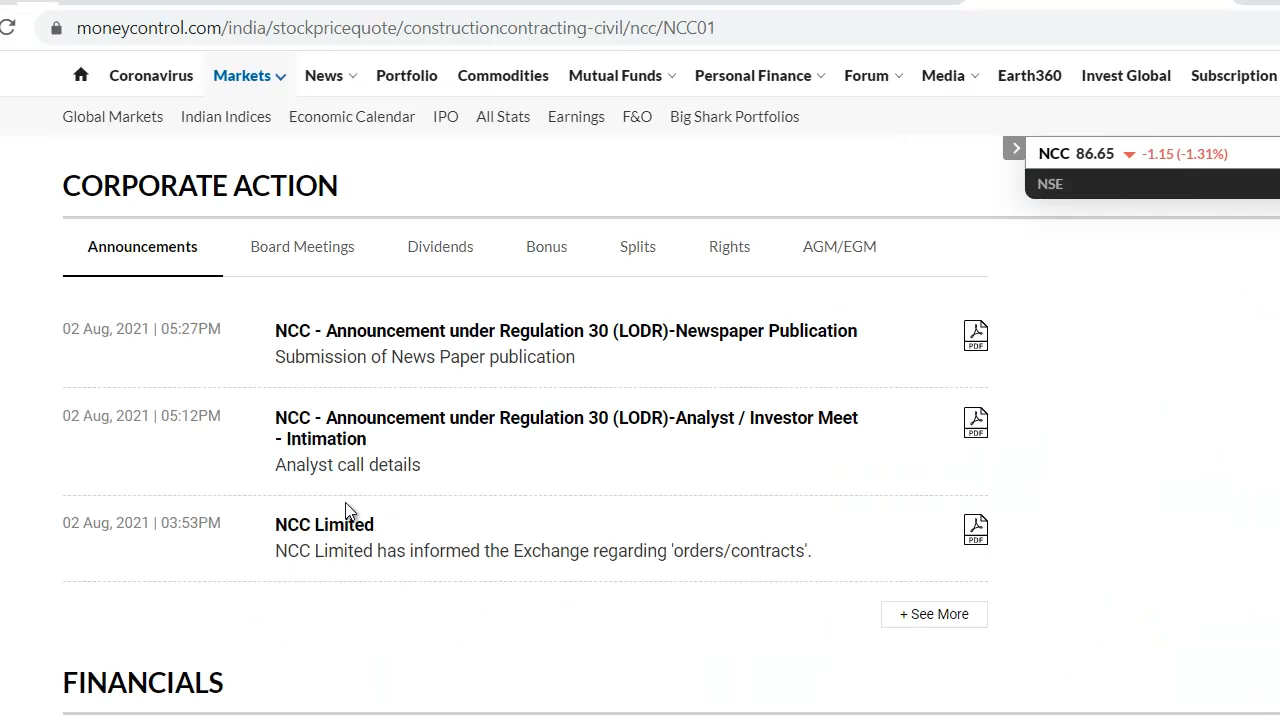 moneycontrol.com/india/stockpricequote/constructioncontracting-civil/ncc/NCC01
Coronavirus Markets News Portfolio Commodities Mutual Funds Personal Finance Forum Media Earth360 Invest Global Subscription
Global Markets Indian Indices Economic Calendar IPO All Stats Earnings F&O Big Shark Portfolios
NCC 86.65 -1.15 (-1.31%)
NSE
CORPORATE ACTION
Announcements Board Meetings Dividends Bonus Splits Rights AGM/EGM
02 Aug, 2021 | 05:27PM NCC - Announcement under Regulation 30 (LODR)-Newspaper Publication
Submission of News Paper publication
PDF
02 Aug, 2021 | 05:12PM NCC - Announcement under Regulation 30 (LODR)-Analyst / Investor Meet
- Intimation
Analyst call details
PDF
02 Aug, 2021 | 03:53PM NCC Limited
NCC Limited has informed the Exchange regarding 'orders/contracts'.
PDF
+ See More
FINANCIALS